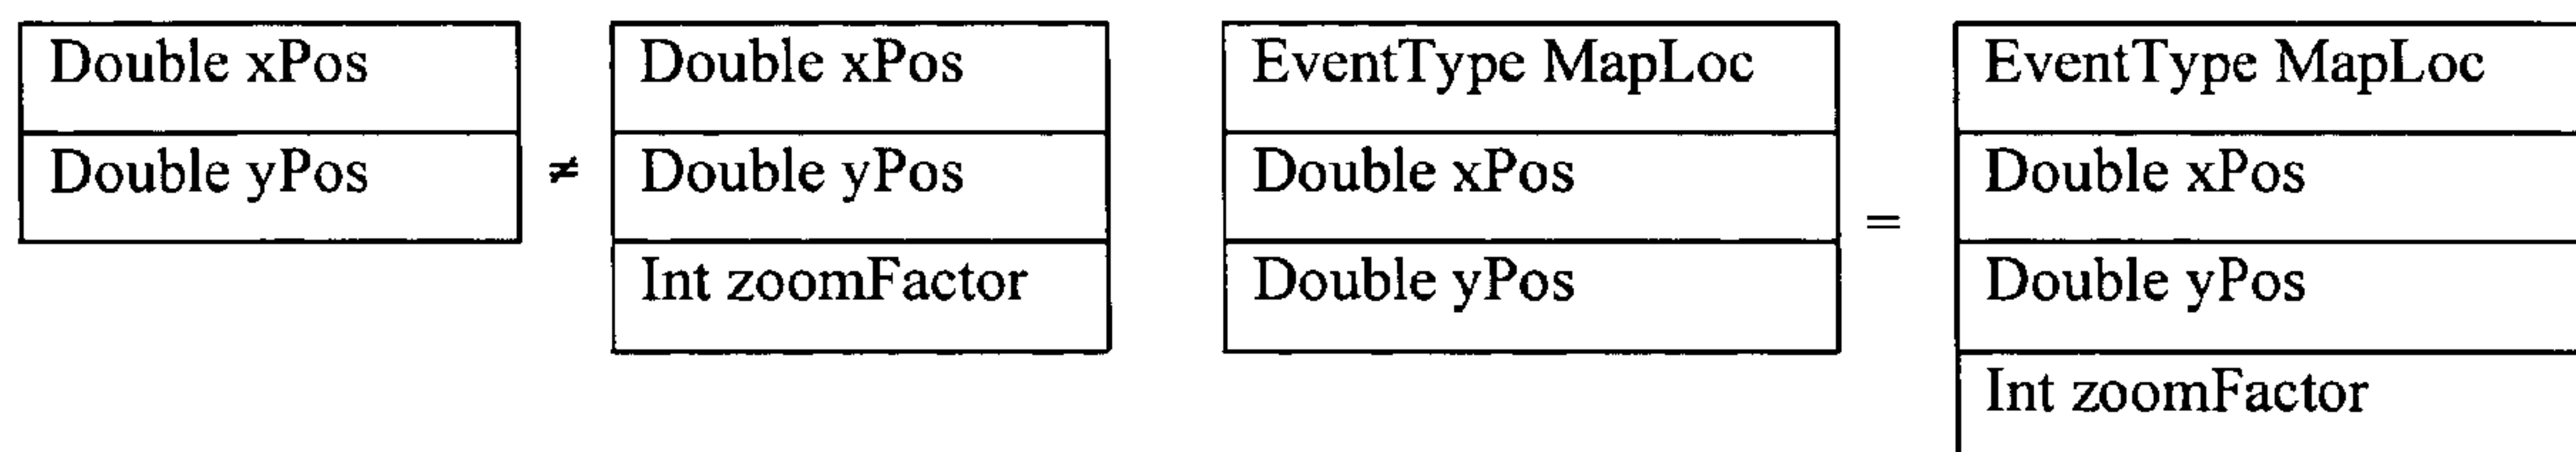 Double xPos
Double yPos
≠
Double xPos
Double yPos
Int zoomFactor
EventType MapLoc
Double xPos
Double yPos
=
EventType MapLoc
Double xPos
Double yPos
Int zoomFactor